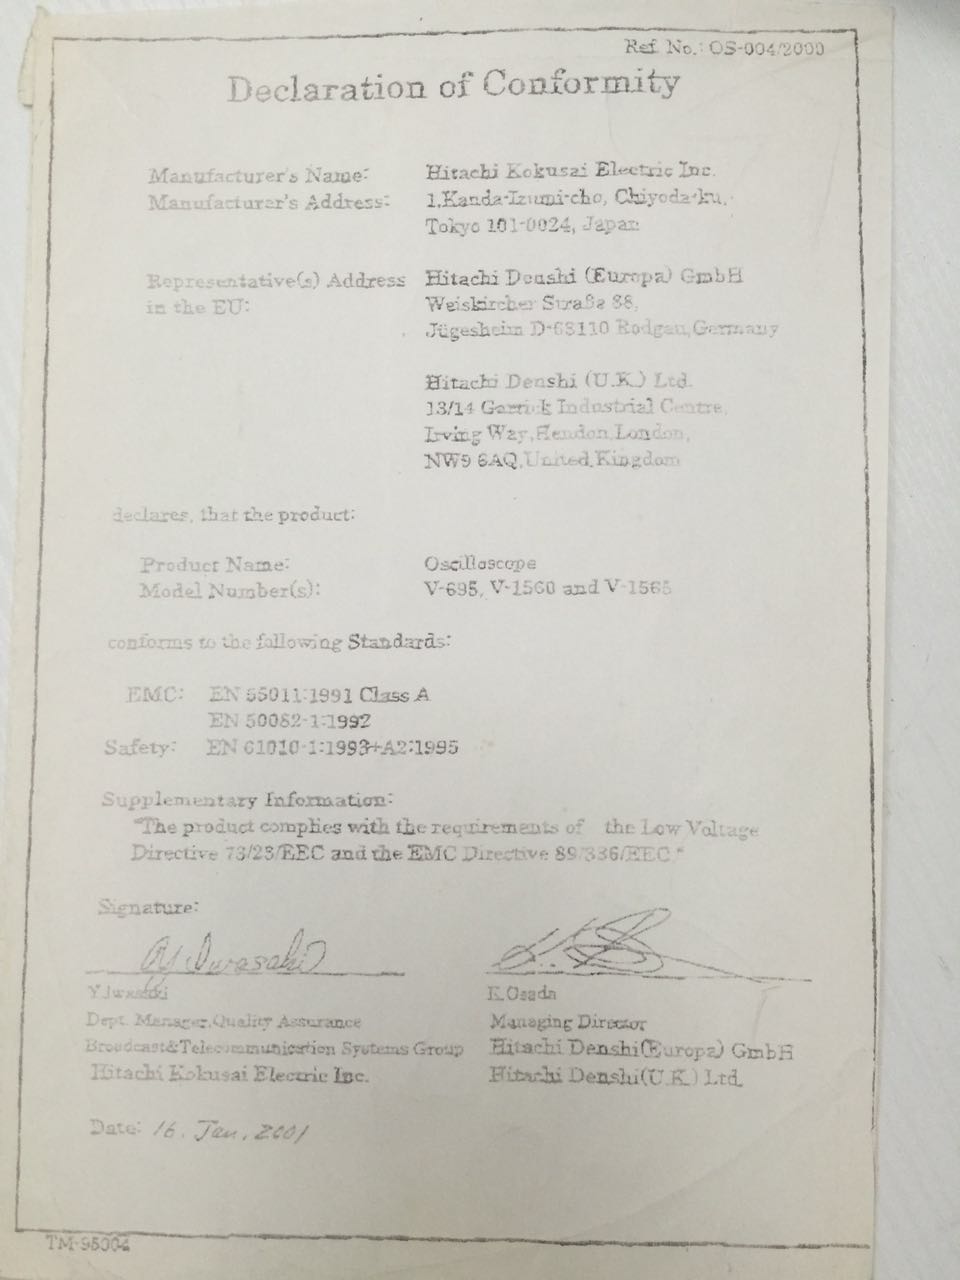 Ref. No.: OS-004/2000
Declaration of Conformity
Manufacturer's Name: Hitachi Kokusai Electric Inc.
Manufacturer's Address: 1,Kanda-Izumi-cho, Chiyoda-ku,
Tokyo 101-0024, Japan
Representative(s) Address Hitachi Denshi (Europa) GmbH
in the EU: Weiskircher Straße 88,
Jügesheim D-63110 Rodgau,Germany
Hitachi Denshi (U.K.) Ltd.
13/14 Garrick Industrial Centre,
Irving Way,Hendon,London,
NW9 6AQ,United Kingdom
declares, that the product:
Product Name: Oscilloscope
Model Number(s): V-695, V-1560 and V-1565
conforms to the following Standards:
EMC: EN 55011:1991 Class A
EN 50082-1:1992
Safety: EN 61010-1:1993+A2:1995
Supplementary Information:
"The product complies with the requirements of the Low Voltage
Directive 73/23/EEC and the EMC Directive 89/336/EEC"
Signature:
Y.Iwasaki
Y.Iwasaki K.Osada
Dept. Manager,Quality Assurance Managing Director
Broadcast&Telecommunication Systems Group Hitachi Denshi(Europa) GmbH
Hitachi Kokusai Electric Inc. Hitachi Denshi(U.K.) Ltd.
Date: 16. Jan. 2001
TM-95004